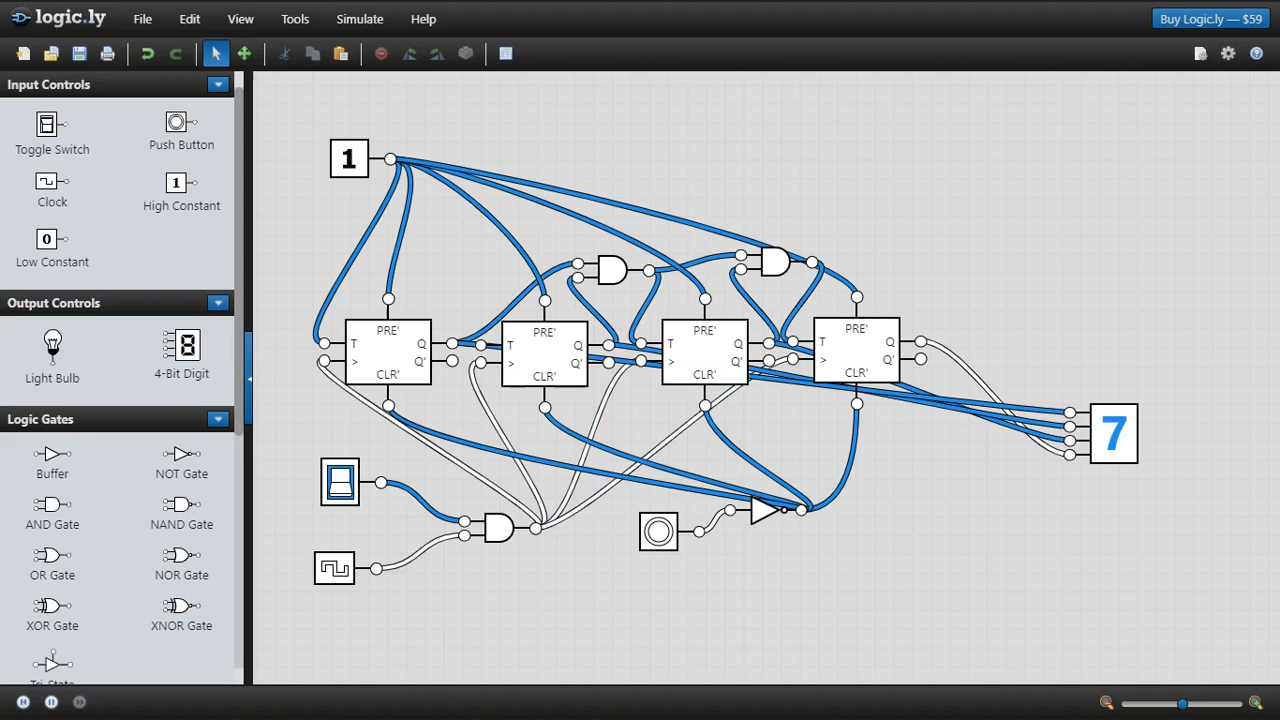 logic.ly File Edit View Tools Simulate Help Buy Logic.ly — $59
Input Controls
Toggle Switch Push Button
Clock High Constant
1
Low Constant
0
Output Controls
Light Bulb 4-Bit Digit
8
Logic Gates
Buffer NOT Gate
AND Gate NAND Gate
OR Gate NOR Gate
XOR Gate XNOR Gate
Tri-State
1
PRE'
T Q
> Q'
CLR'
PRE'
T Q
> Q'
CLR'
PRE'
T Q
> Q'
CLR'
PRE'
T Q
> Q'
CLR'
7